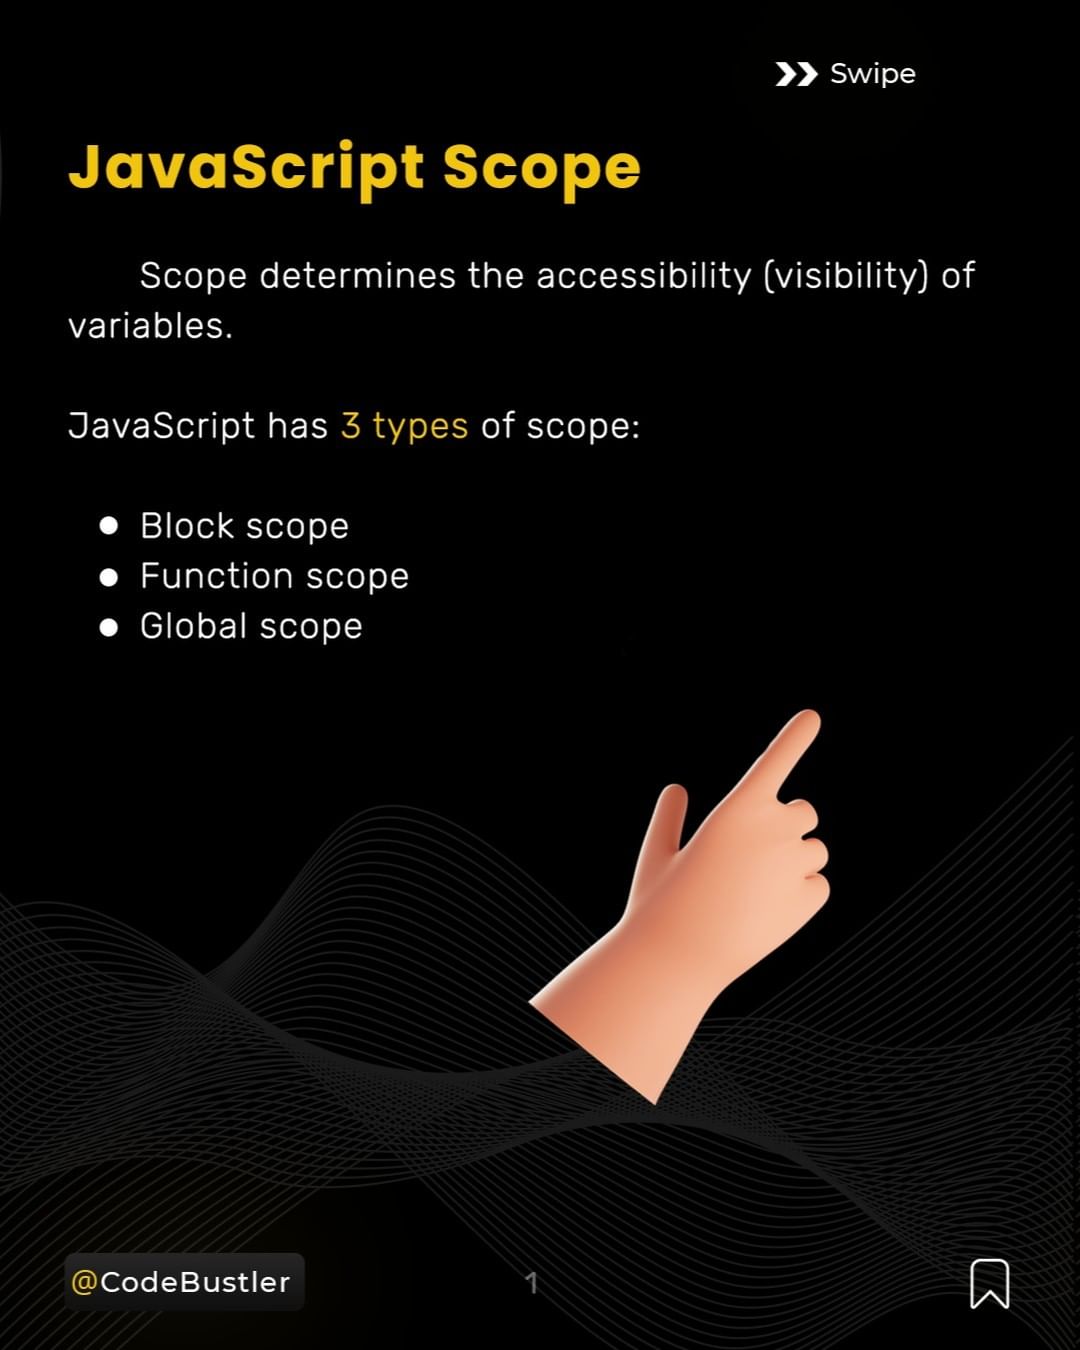 Swipe
JavaScript Scope
Scope determines the accessibility (visibility) of
variables.
JavaScript has 3 types of scope:
● Block scope
● Function scope
● Global scope
@CodeBustler
1